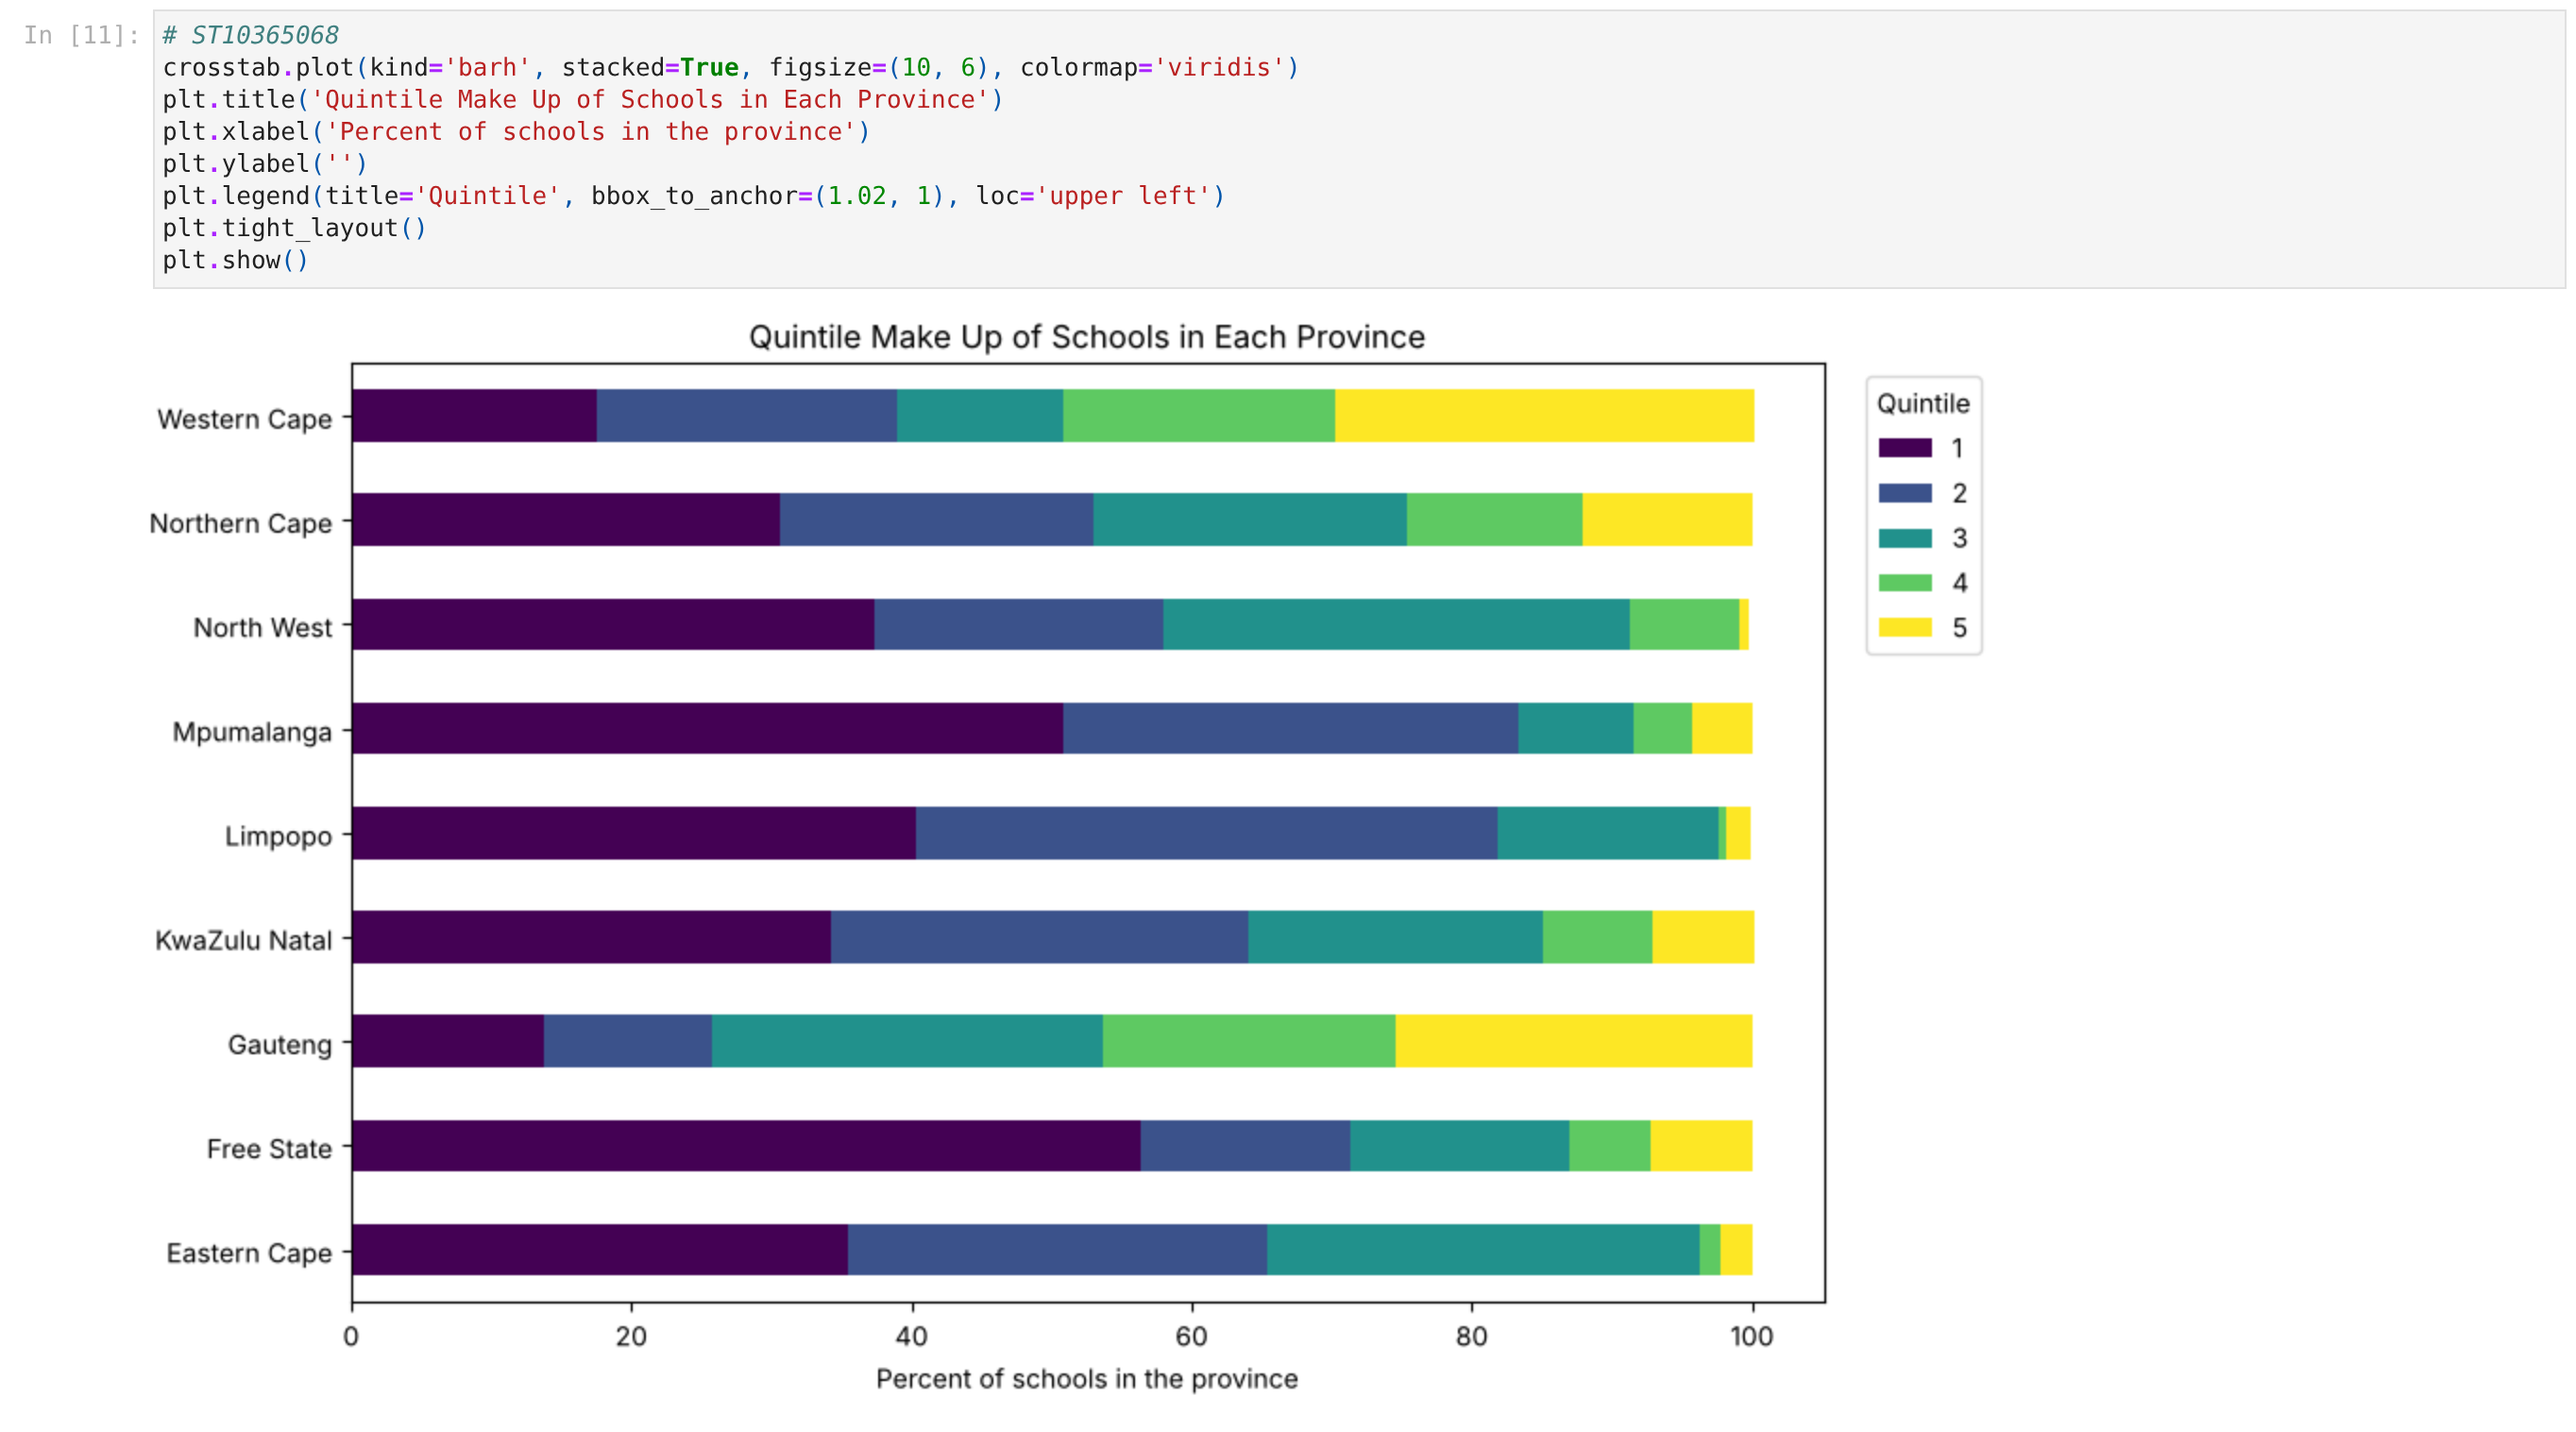 In [11]:
# ST10365068
crosstab.plot(kind='barh', stacked=True, figsize=(10, 6), colormap='viridis')
plt.title('Quintile Make Up of Schools in Each Province')
plt.xlabel('Percent of schools in the province')
plt.ylabel('')
plt.legend(title='Quintile', bbox_to_anchor=(1.02, 1), loc='upper left')
plt.tight_layout()
plt.show()
Quintile Make Up of Schools in Each Province
Western Cape
Northern Cape
North West
Mpumalanga
Limpopo
KwaZulu Natal
Gauteng
Free State
Eastern Cape
0 20 40 60 80 100
Percent of schools in the province
Quintile
1
2
3
4
5